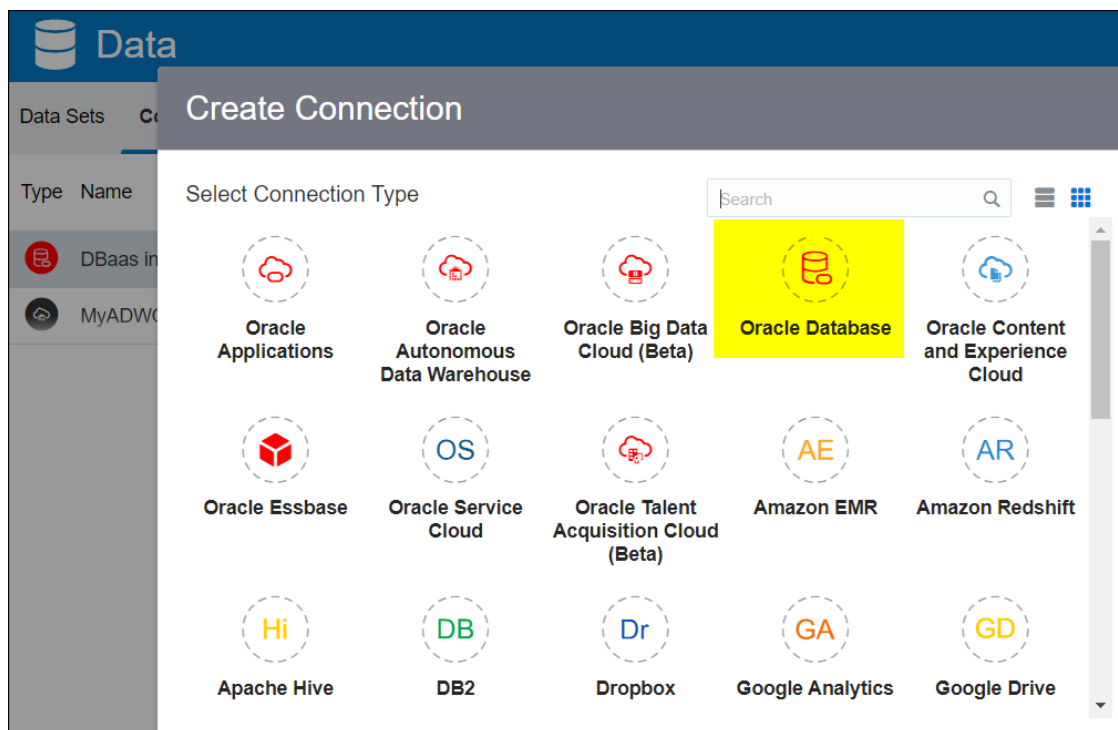 Data
Create Connection
Data Sets
Type Name
Select Connection Type
Search
DBaas in
MyADW
Oracle
Applications
Oracle
Autonomous
Data Warehouse
Oracle Big Data
Cloud (Beta)
Oracle Database
Oracle Content
and Experience
Cloud
OS
AE
AR
Oracle Essbase
Oracle Service
Cloud
Oracle Talent
Acquisition Cloud
(Beta)
Amazon EMR
Amazon Redshift
Hi
DB
Dr
GA
GD
Apache Hive
DB2
Dropbox
Google Analytics
Google Drive